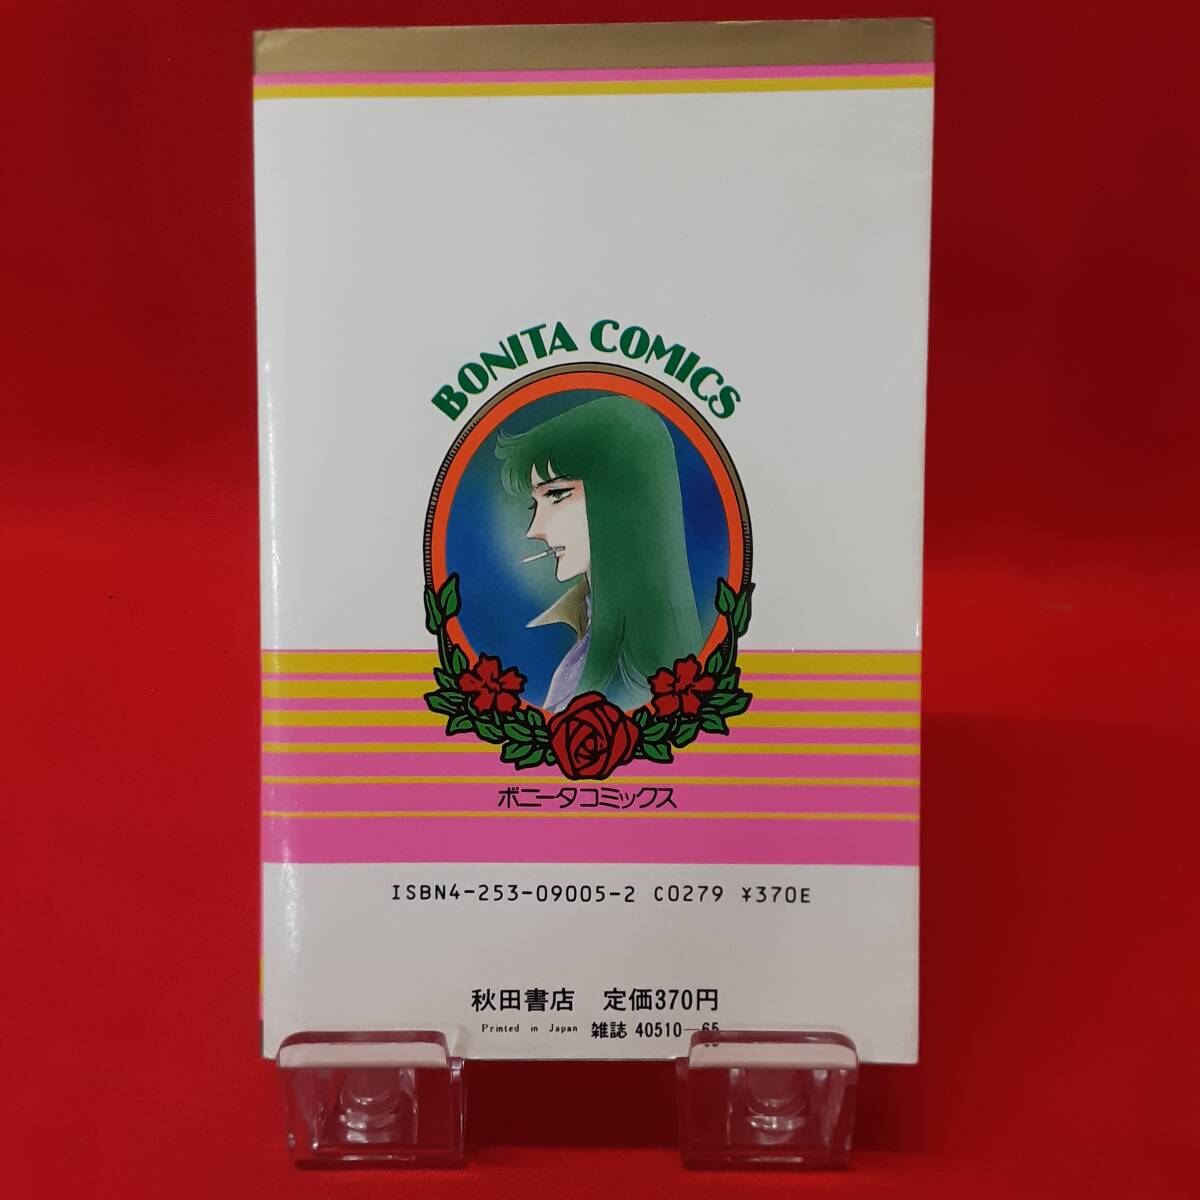 BONITA COMICS
ボニータコミックス
ISBN4-253-09005-2 C0279 ¥370E
秋田書店 定価370円
Printed in Japan 雑誌 40510-65